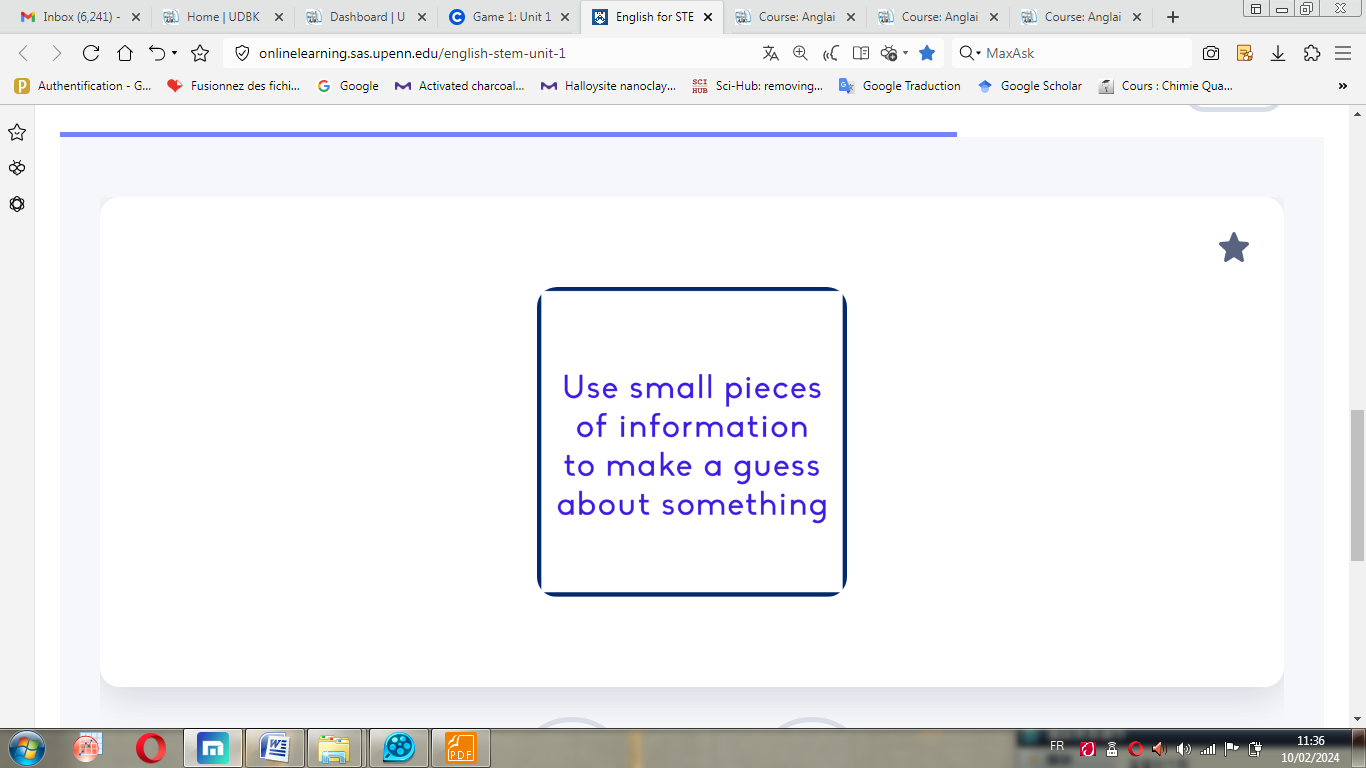 Inbox (6,241) -
Home | UDBK
Dashboard | U
Game 1: Unit 1
English for STE
Course: Anglai
Course: Anglai
Course: Anglai
onlinelearning.sas.upenn.edu/english-stem-unit-1
MaxAsk
Authentification - G...
Fusionnez des fichi...
Google
Activated charcoal...
Halloysite nanoclay...
SCI HUB
Sci-Hub: removing...
Google Traduction
Google Scholar
Cours : Chimie Qua...
Use small pieces
of information
to make a guess
about something
FR
11:36
10/02/2024
PDF